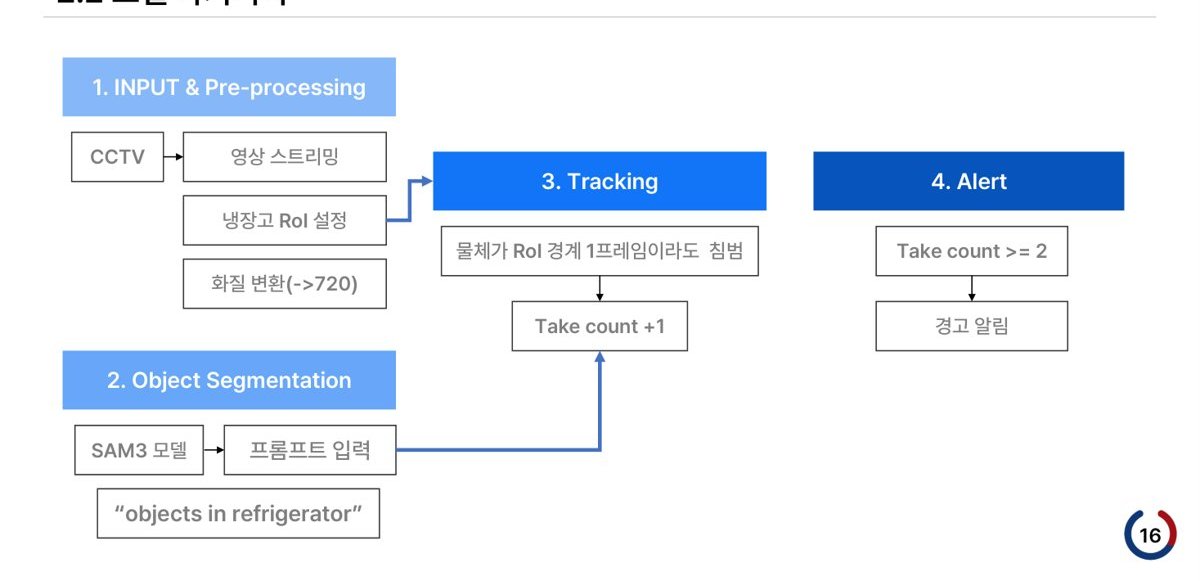 1. INPUT & Pre-processing
CCTV
영상 스트리밍
냉장고 RoI 설정
화질 변환(->720)
2. Object Segmentation
SAM3 모델
프롬프트 입력
“objects in refrigerator”
3. Tracking
물체가 RoI 경계 1프레임이라도 침범
Take count +1
4. Alert
Take count >= 2
경고 알림
16